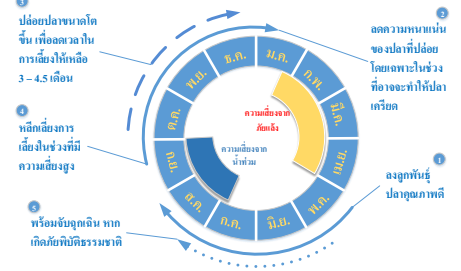 3
ปล่อยปลาขนาดโต
ขึ้น เพื่อลดเวลาใน
การเลี้ยงให้เหลือ
3 – 4.5 เดือน
2
ลดความหนาแน่น
ของปลาที่ปล่อย
โดยเฉพาะในช่วง
ที่อาจจะทำให้ปลา
เครียด
4
หลีกเลี่ยงการ
เลี้ยงในช่วงที่มี
ความเสี่ยงสูง
1
ลงลูกพันธุ์
ปลาคุณภาพดี
5
พร้อมจับฉุกเฉิน หาก
เกิดภัยพิบัติธรรมชาติ
ม.ค.
ก.พ.
มี.ค.
เม.ย.
พ.ค.
มิ.ย.
ก.ค.
ส.ค.
ก.ย.
ต.ค.
พ.ย.
ธ.ค.
ความเสี่ยงจาก
ภัยแล้ง
ความเสี่ยงจาก
น้ำท่วม